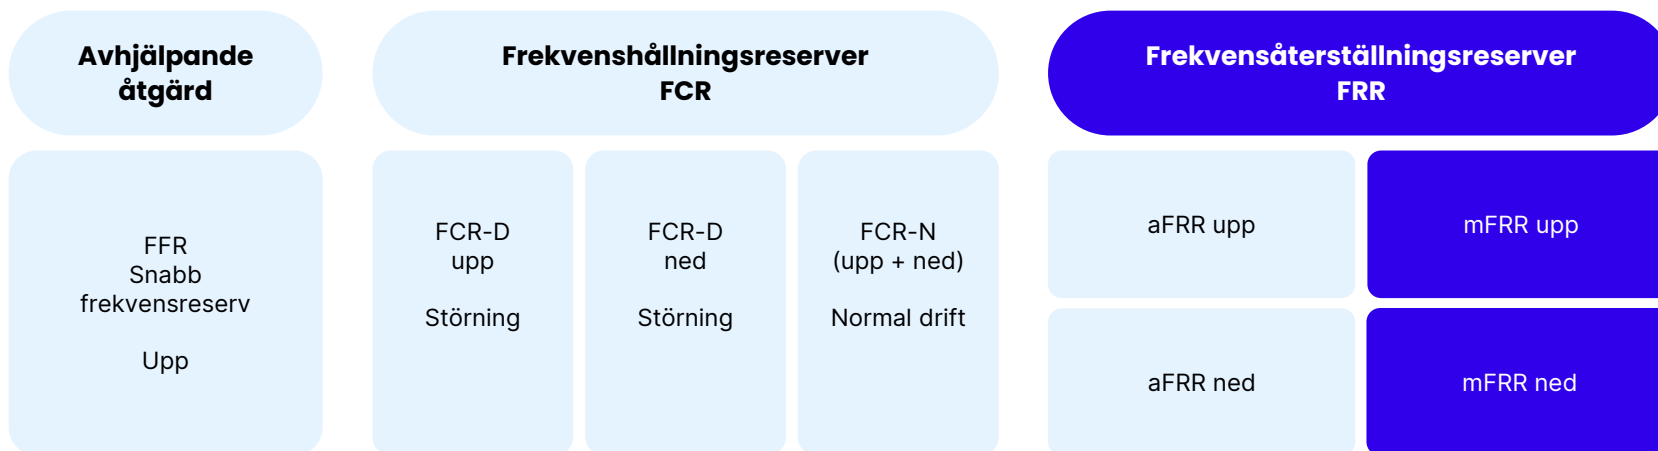 Avhjälpande
åtgärd
Frekvenshållningsreserver
FCR
Frekvensåterställningsreserver
FRR
FFR
Snabb
frekvensreserv
Upp
FCR-D
upp
Störning
FCR-D
ned
Störning
FCR-N
(upp + ned)
Normal drift
aFRR upp
mFRR upp
aFRR ned
mFRR ned